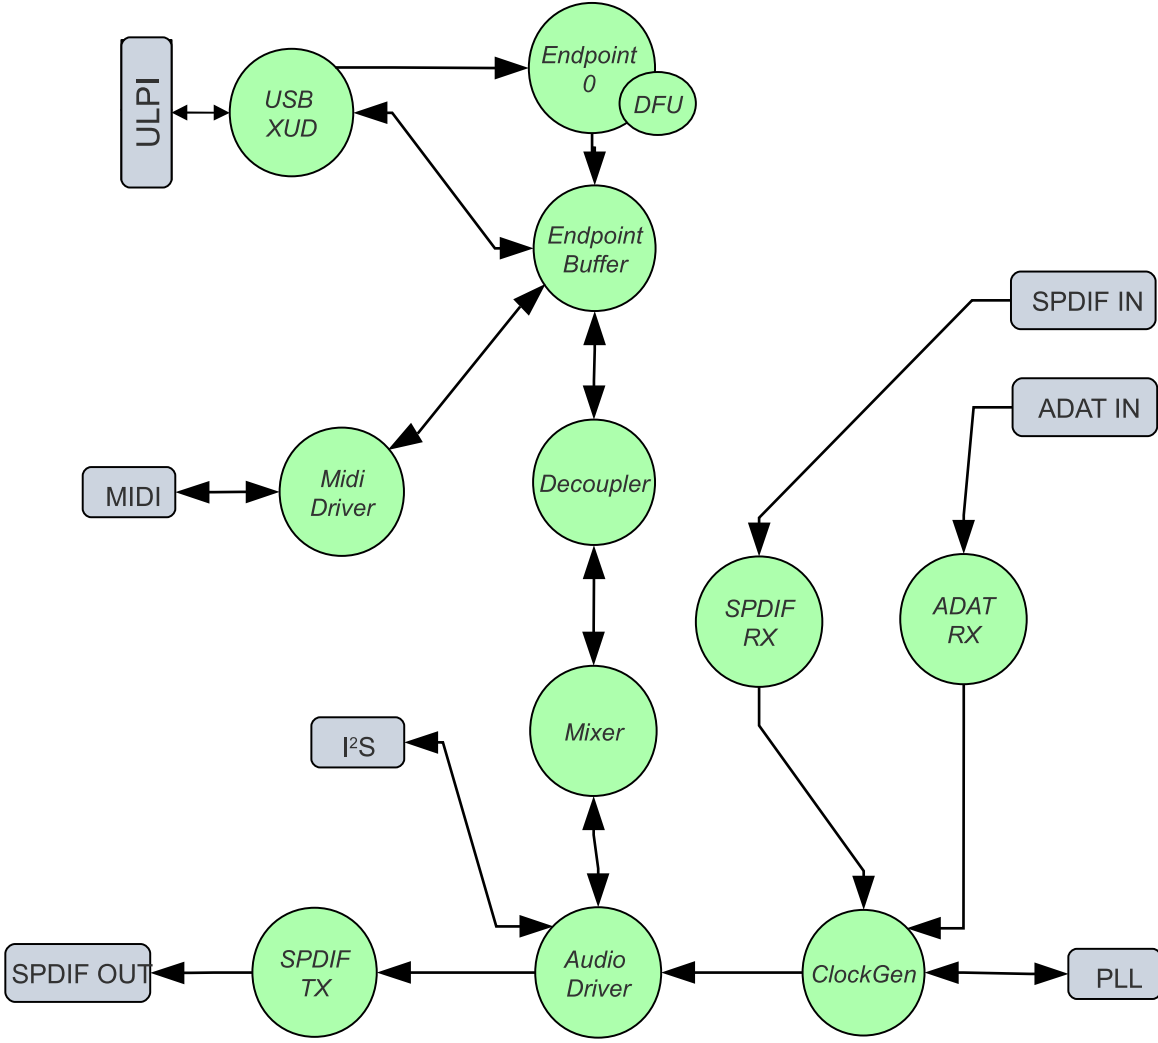 Endpoint
0
DFU
ULPI
USB
XUD
Endpoint
Buffer
SPDIF IN
ADAT IN
Midi
Driver
MIDI
Decoupler
SPDIF
RX
ADAT
RX
Mixer
I²S
SPDIF OUT
SPDIF
TX
Audio
Driver
ClockGen
PLL